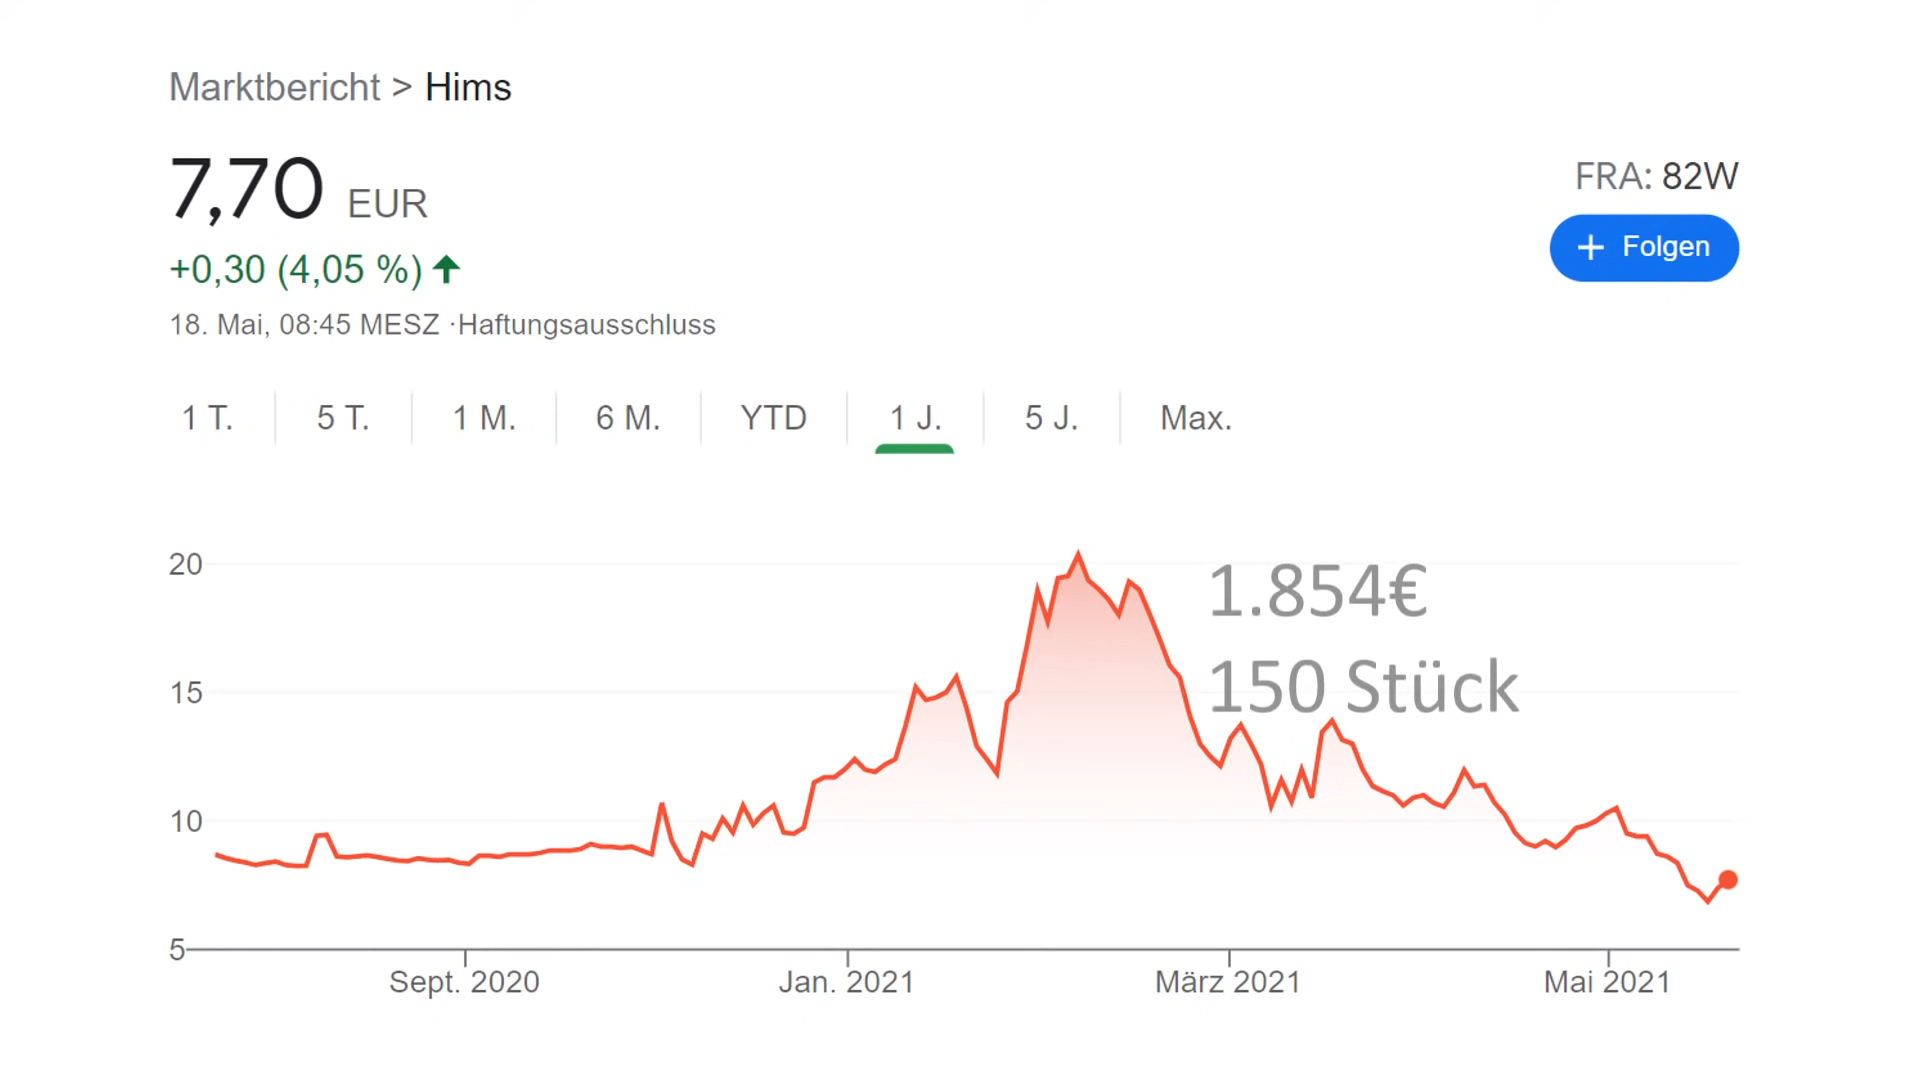 Marktbericht > Hims
7,70 EUR
FRA: 82W
+0,30 (4,05 %)
+ Folgen
18. Mai, 08:45 MESZ ·Haftungsausschluss
1 T. 5 T. 1 M. 6 M. YTD 1 J. 5 J. Max.
20
1.854€
15
150 Stück
10
5
Sept. 2020 Jan. 2021 März 2021 Mai 2021